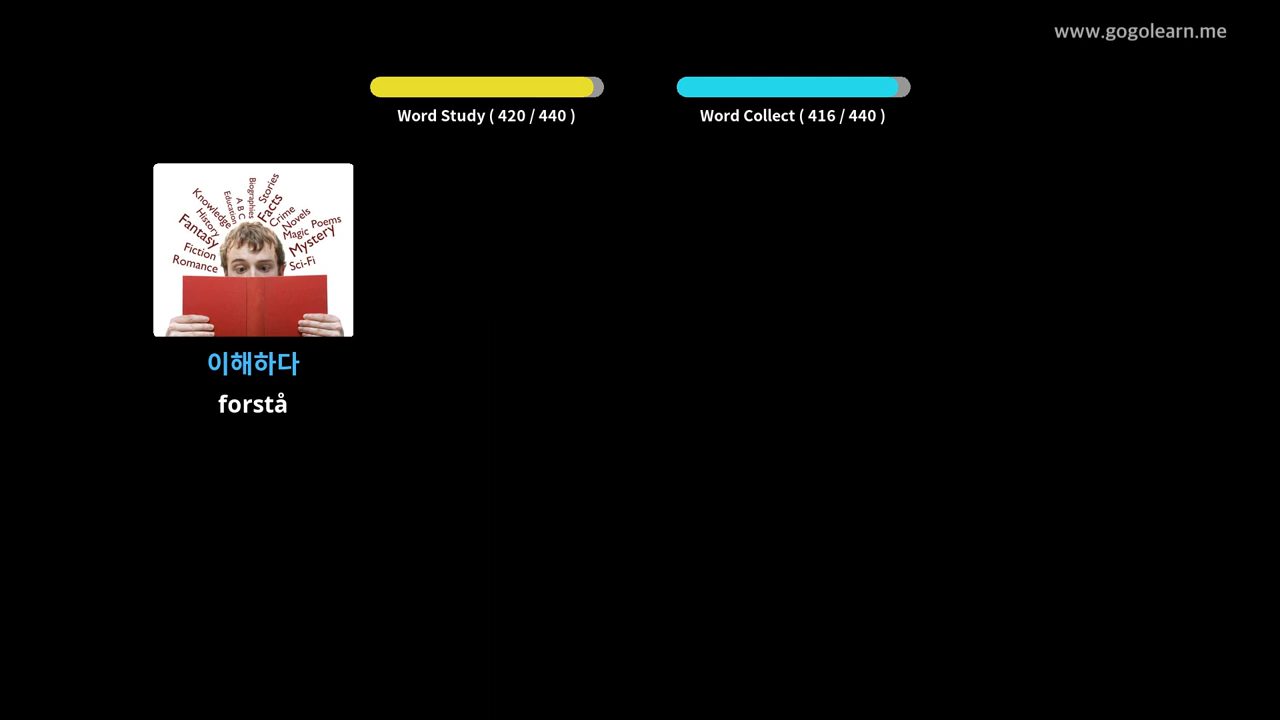 www.gogolearn.me
Word Study ( 420 / 440 )
Word Collect ( 416 / 440 )
Knowledge
History
Fantasy
Fiction
Romance
Education
A B C
Biographies
Stories
Facts
Crime
Novels
Magic
Poems
Mystery
Sci-Fi
이해하다
forstå